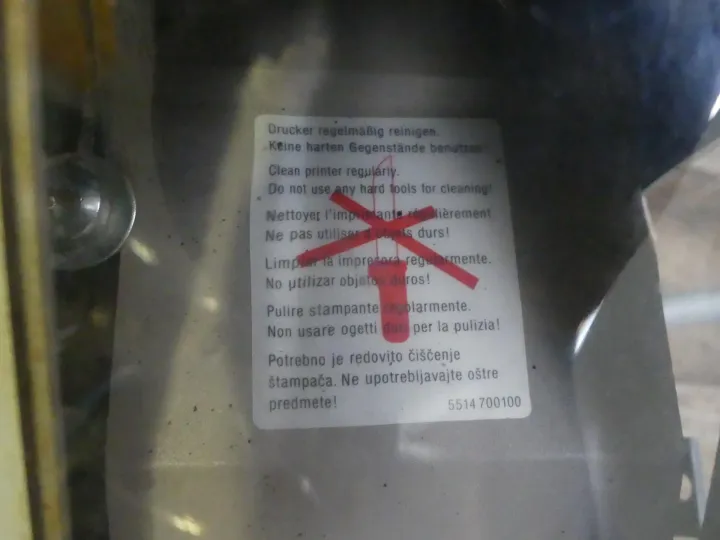 Drucker regelmäßig reinigen.
Keine harten Gegenstände benutzen
Clean printer regularly.
Do not use any hard tools for cleaning!
Nettoyer l'imprimante régulièrement
Ne pas utiliser d'objets durs!
Limpiar la impresora regularmente.
No utilizar objetos duros!
Pulire stampante regolarmente.
Non usare ogetti duri per la pulizia!
Potrebno je redovito čišćenje
štampača. Ne upotrebljavajte oštre
predmete!
5514 700100